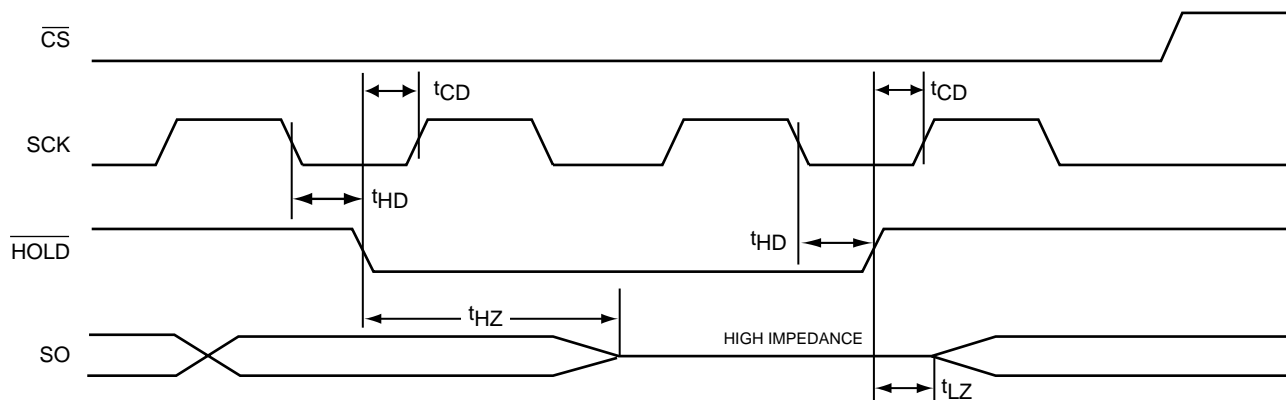 CS
tCD
tCD
SCK
tHD
HOLD
tHD
tHZ
HIGH IMPEDANCE
SO
tLZ